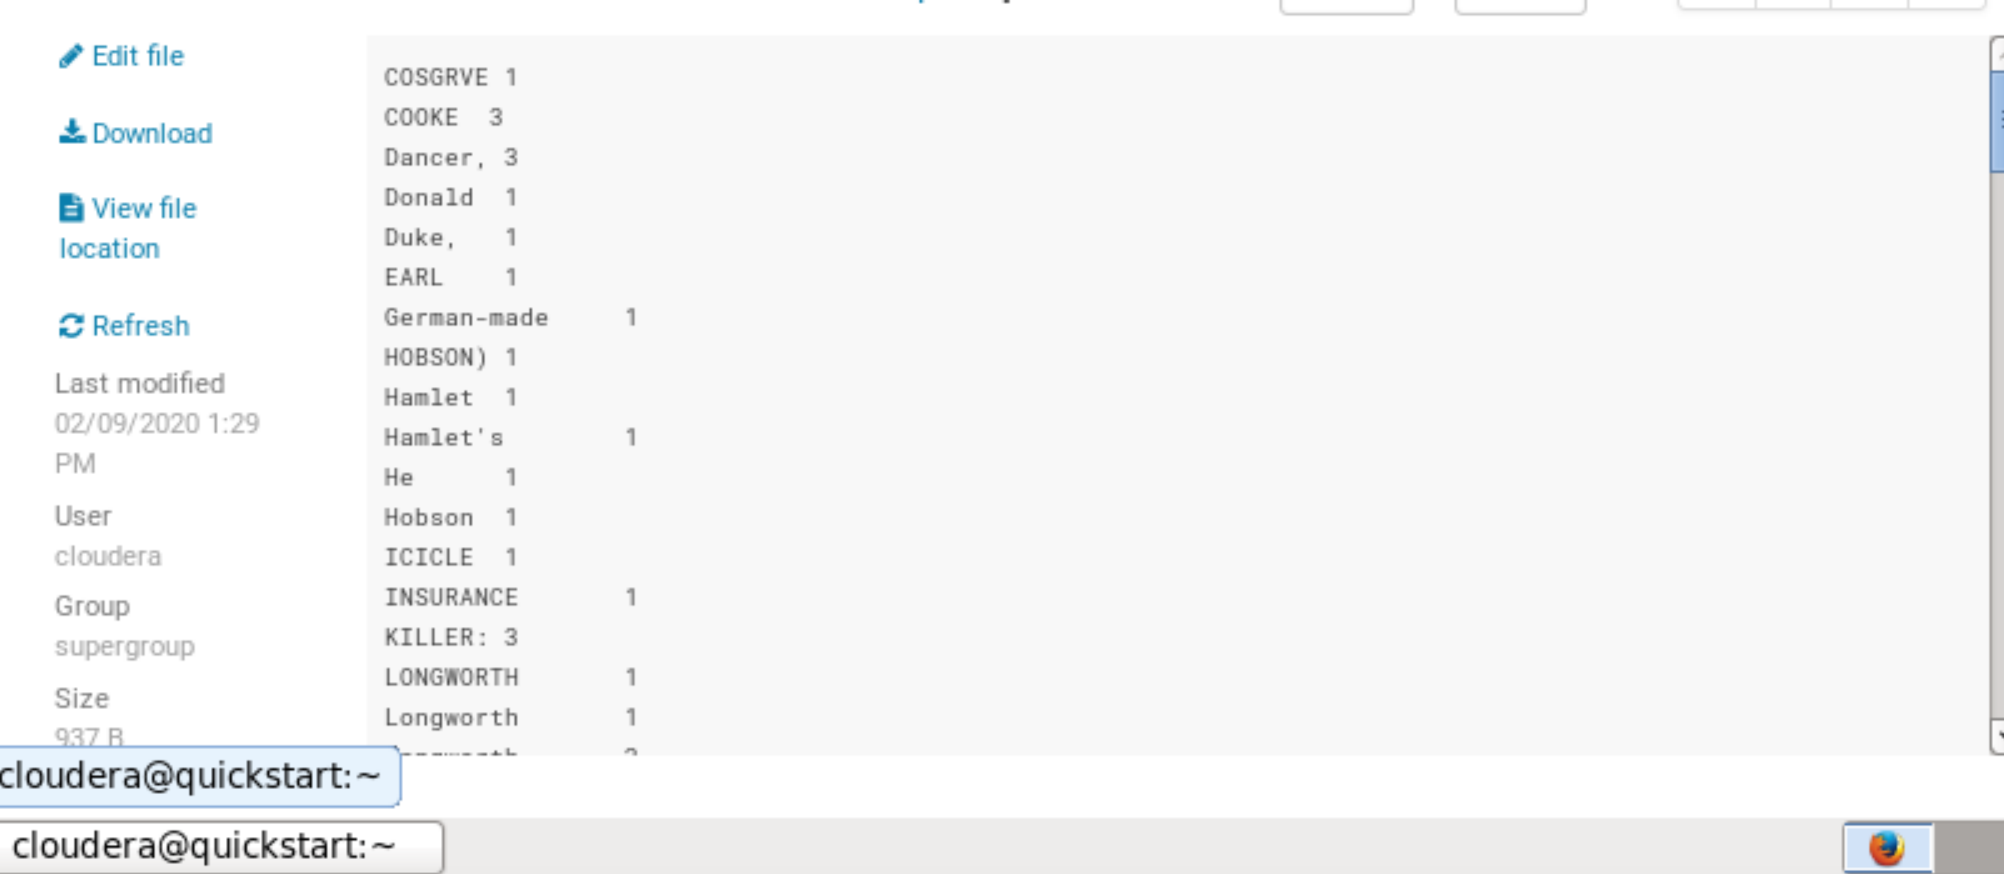 Edit file
Download
View file
location
Refresh
Last modified
02/09/2020 1:29
PM
User
cloudera
Group
supergroup
Size
937 B
COSGRVE 1
COOKE 3
Dancer, 3
Donald 1
Duke, 1
EARL 1
German-made 1
HOBSON) 1
Hamlet 1
Hamlet's 1
He 1
Hobson 1
ICICLE 1
INSURANCE 1
KILLER: 3
LONGWORTH 1
Longworth 1
cloudera@quickstart:~
cloudera@quickstart:~